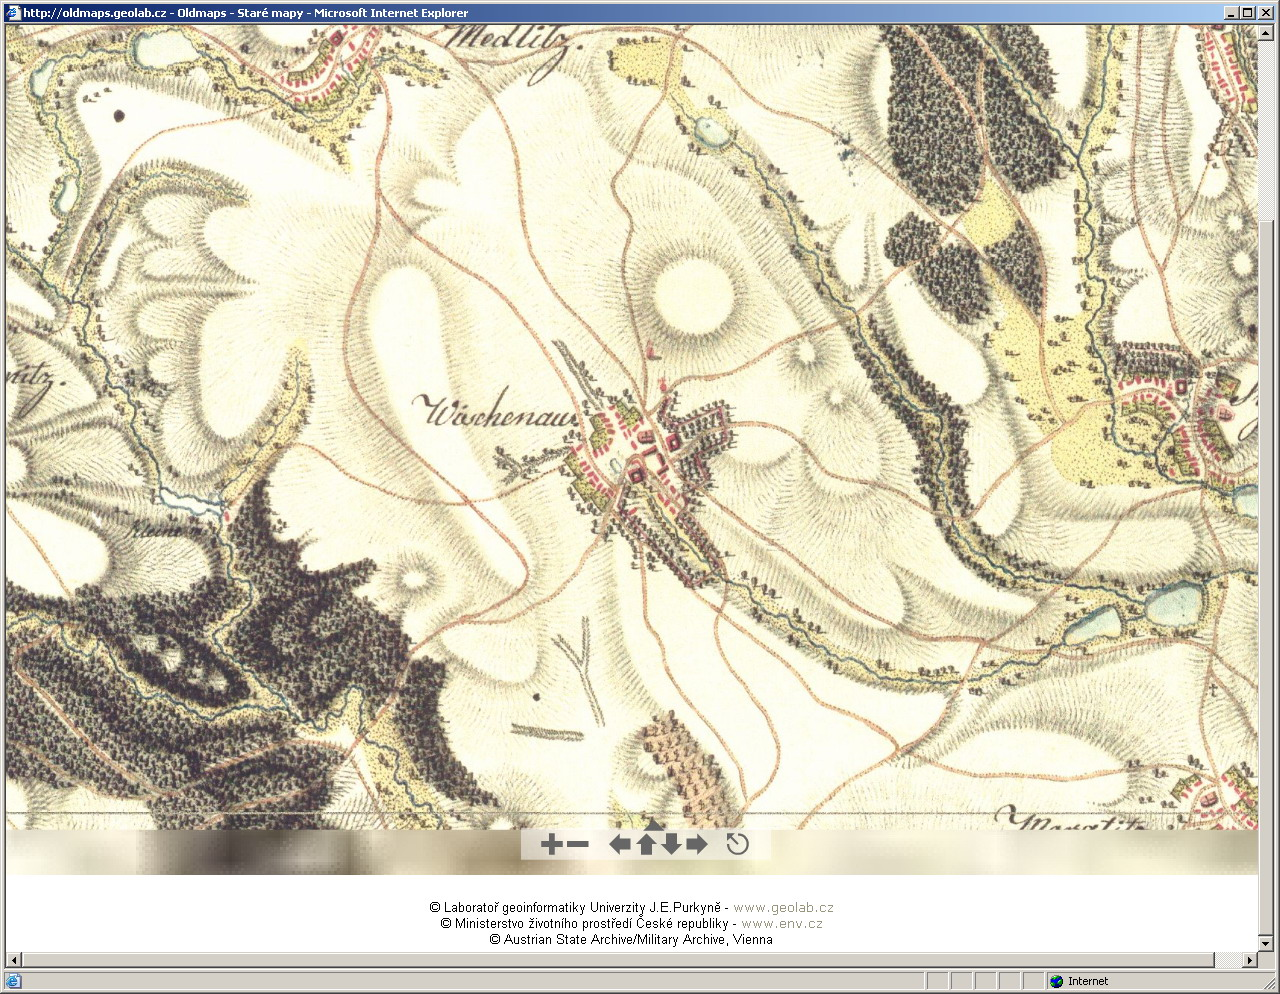 http://oldmaps.geolab.cz - Oldmaps - Staré mapy - Microsoft Internet Explorer
Medlitz.
Wischenau
© Laboratoř geoinformatiky Univerzity J.E.Purkyně - www.geolab.cz
© Ministerstvo životního prostředí České republiky - www.env.cz
© Austrian State Archive/Military Archive, Vienna
Internet